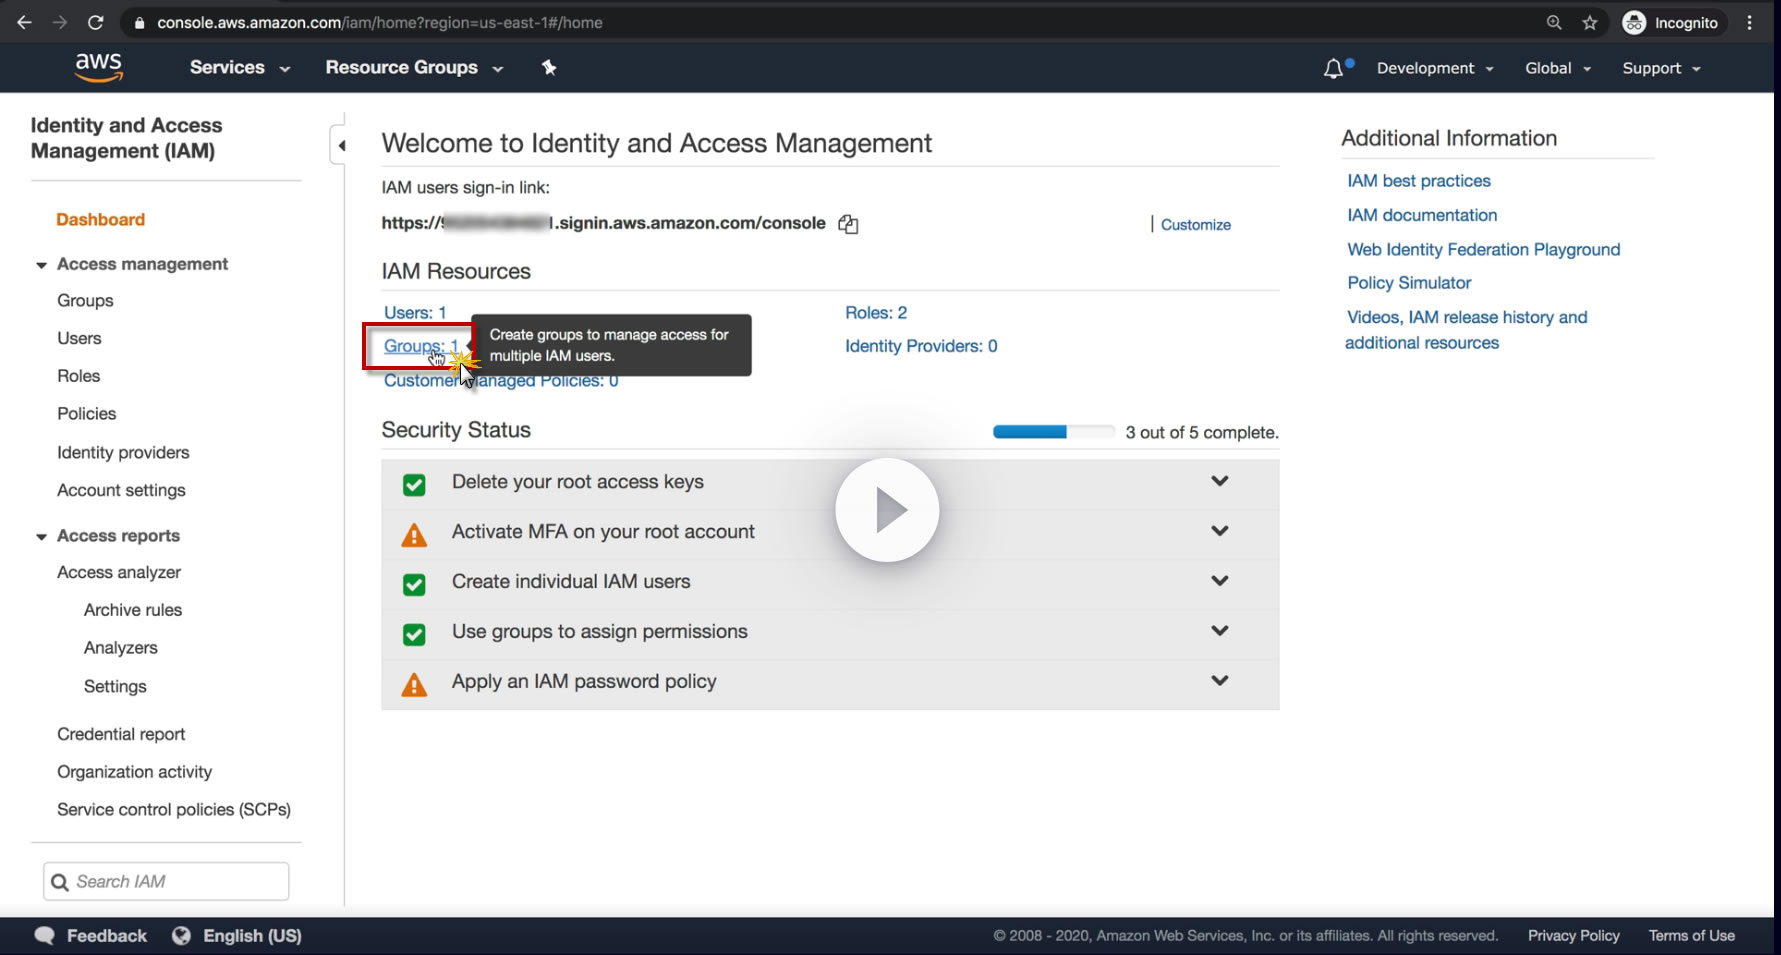 console.aws.amazon.com/iam/home?region=us-east-1#/home
Incognito
aws
Services
Resource Groups
Development
Global
Support
Identity and Access
Management (IAM)
Dashboard
Access management
Groups
Users
Roles
Policies
Identity providers
Account settings
Access reports
Access analyzer
Archive rules
Analyzers
Settings
Credential report
Organization activity
Service control policies (SCPs)
Search IAM
Welcome to Identity and Access Management
IAM users sign-in link:
https:// .signin.aws.amazon.com/console
Customize
IAM Resources
Users: 1
Roles: 2
Groups: 1
Create groups to manage access for
multiple IAM users.
Identity Providers: 0
Customer Managed Policies: 0
Security Status
3 out of 5 complete.
Delete your root access keys
Activate MFA on your root account
Create individual IAM users
Use groups to assign permissions
Apply an IAM password policy
Additional Information
IAM best practices
IAM documentation
Web Identity Federation Playground
Policy Simulator
Videos, IAM release history and
additional resources
Feedback
English (US)
© 2008 - 2020, Amazon Web Services, Inc. or its affiliates. All rights reserved.
Privacy Policy
Terms of Use